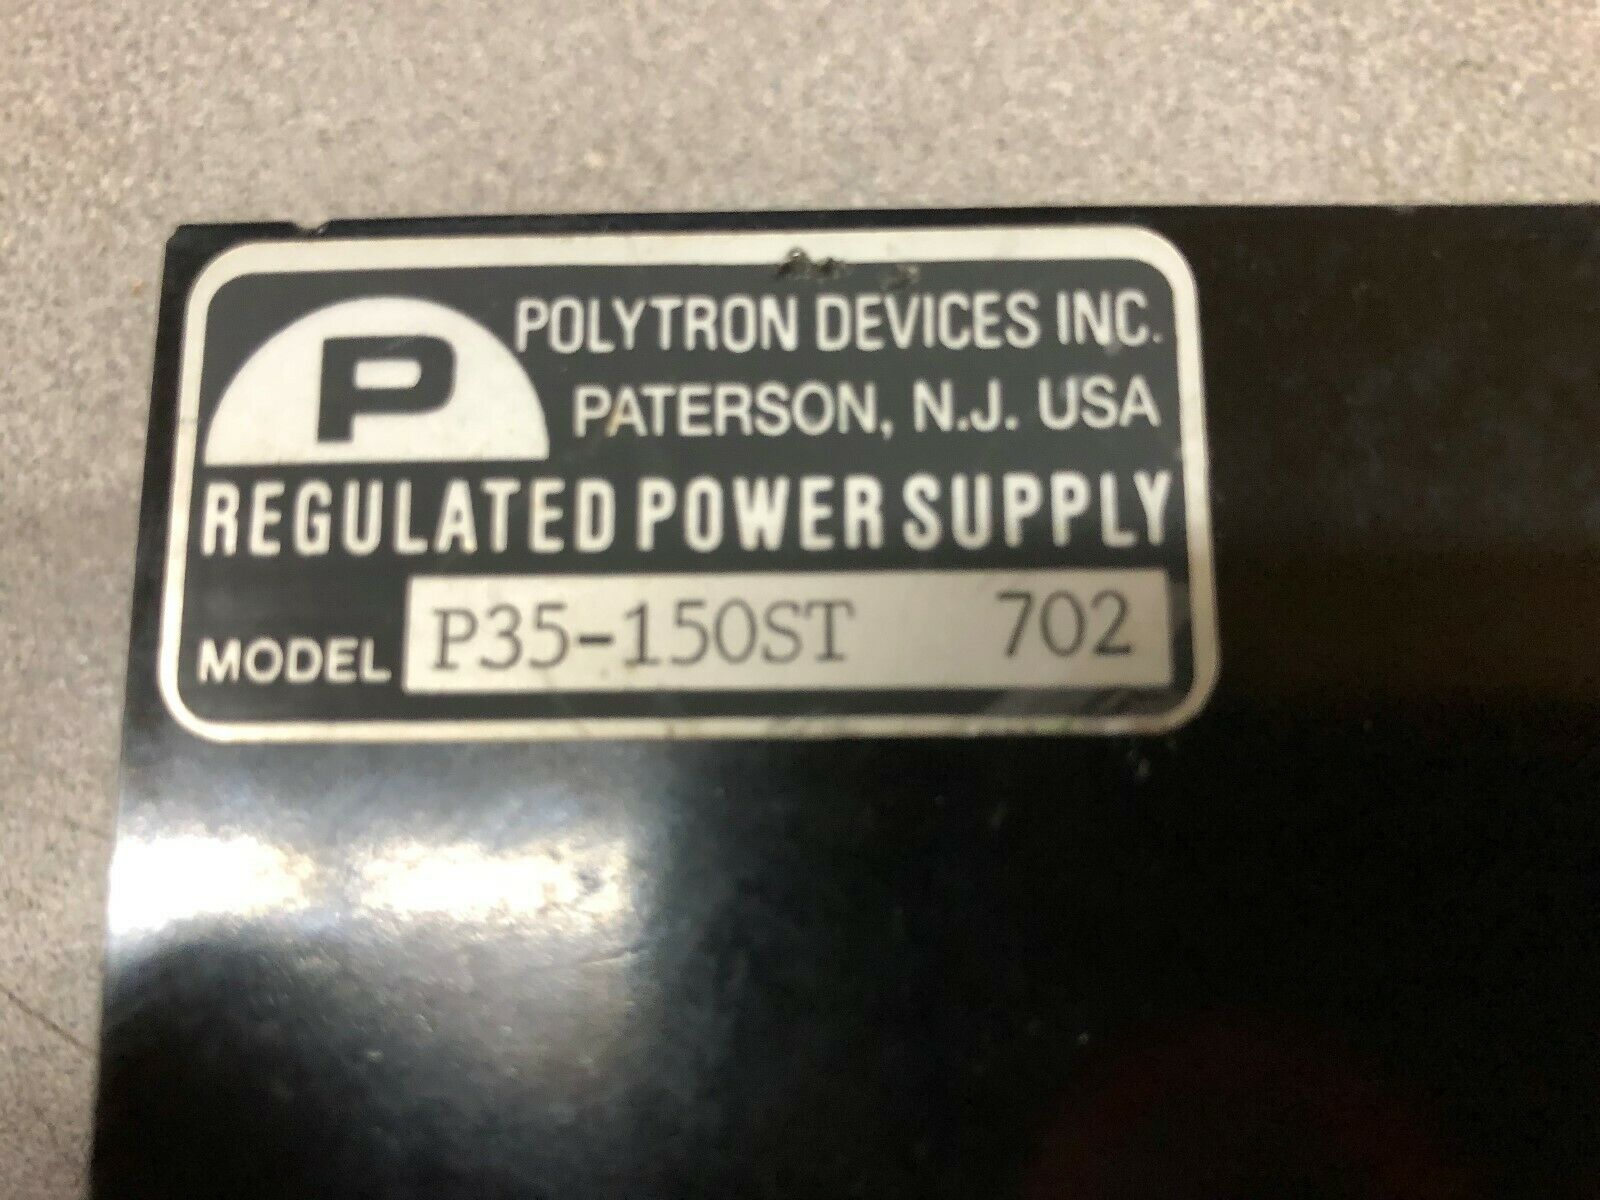 P
POLYTRON DEVICES INC.
PATERSON, N.J. USA
REGULATED POWER SUPPLY
MODEL P35-150ST 702